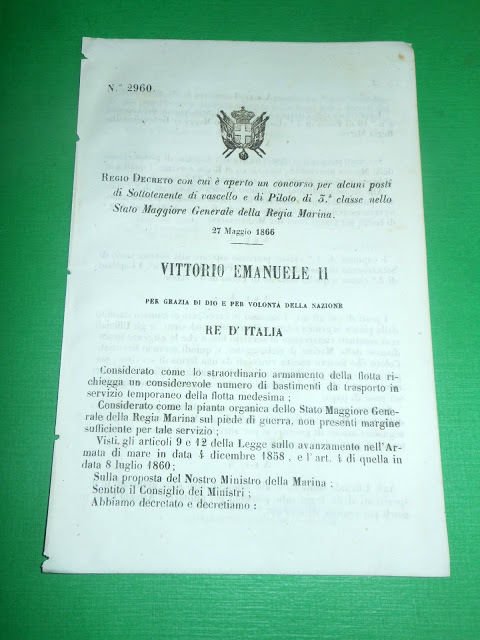 N.° 2960.
REGIO DECRETO con cui è aperto un concorso per alcuni posti
di Sottotenente di vascello e di Piloto di 3.ª classe nello
Stato Maggiore Generale della Regia Marina.
27 Maggio 1866
VITTORIO EMANUELE II
PER GRAZIA DI DIO E PER VOLONTÀ DELLA NAZIONE
RE D'ITALIA
Considerato come lo straordinario armamento della flotta ri-
chiegga un considerevole numero di bastimenti da trasporto in
servizio temporaneo della flotta medesima;
Considerato come la pianta organica dello Stato Maggiore Gene-
rale della Regia Marina sul piede di guerra, non presenti margine
sufficiente per tale servizio;
Visti gli articoli 9 e 12 della Legge sullo avanzamento nell'Ar-
mata di mare in data 4 dicembre 1858, e l'art. 4 di quella in
data 8 luglio 1860;
Sulla proposta del Nostro Ministro della Marina;
Sentito il Consiglio dei Ministri;
Abbiamo decretato e decretiamo: